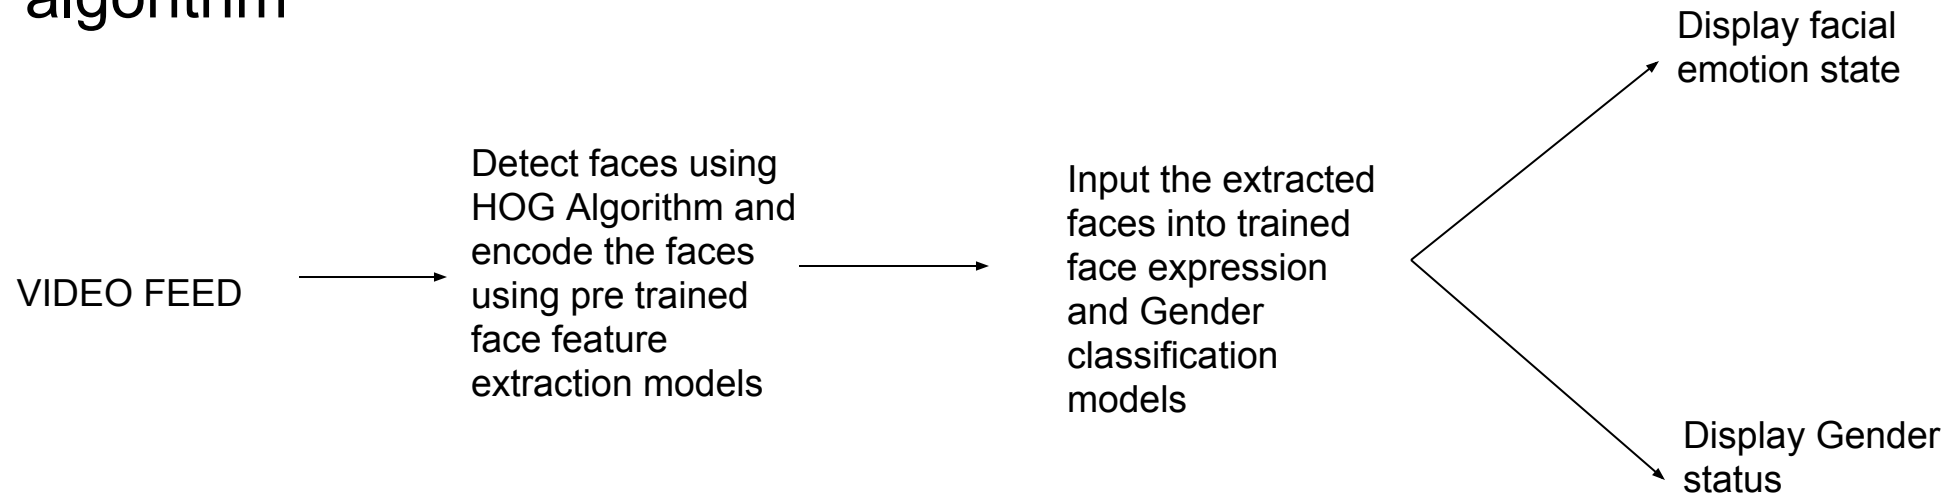 algorithm
VIDEO FEED
Detect faces using
HOG Algorithm and
encode the faces
using pre trained
face feature
extraction models
Input the extracted
faces into trained
face expression
and Gender
classification
models
Display facial
emotion state
Display Gender
status